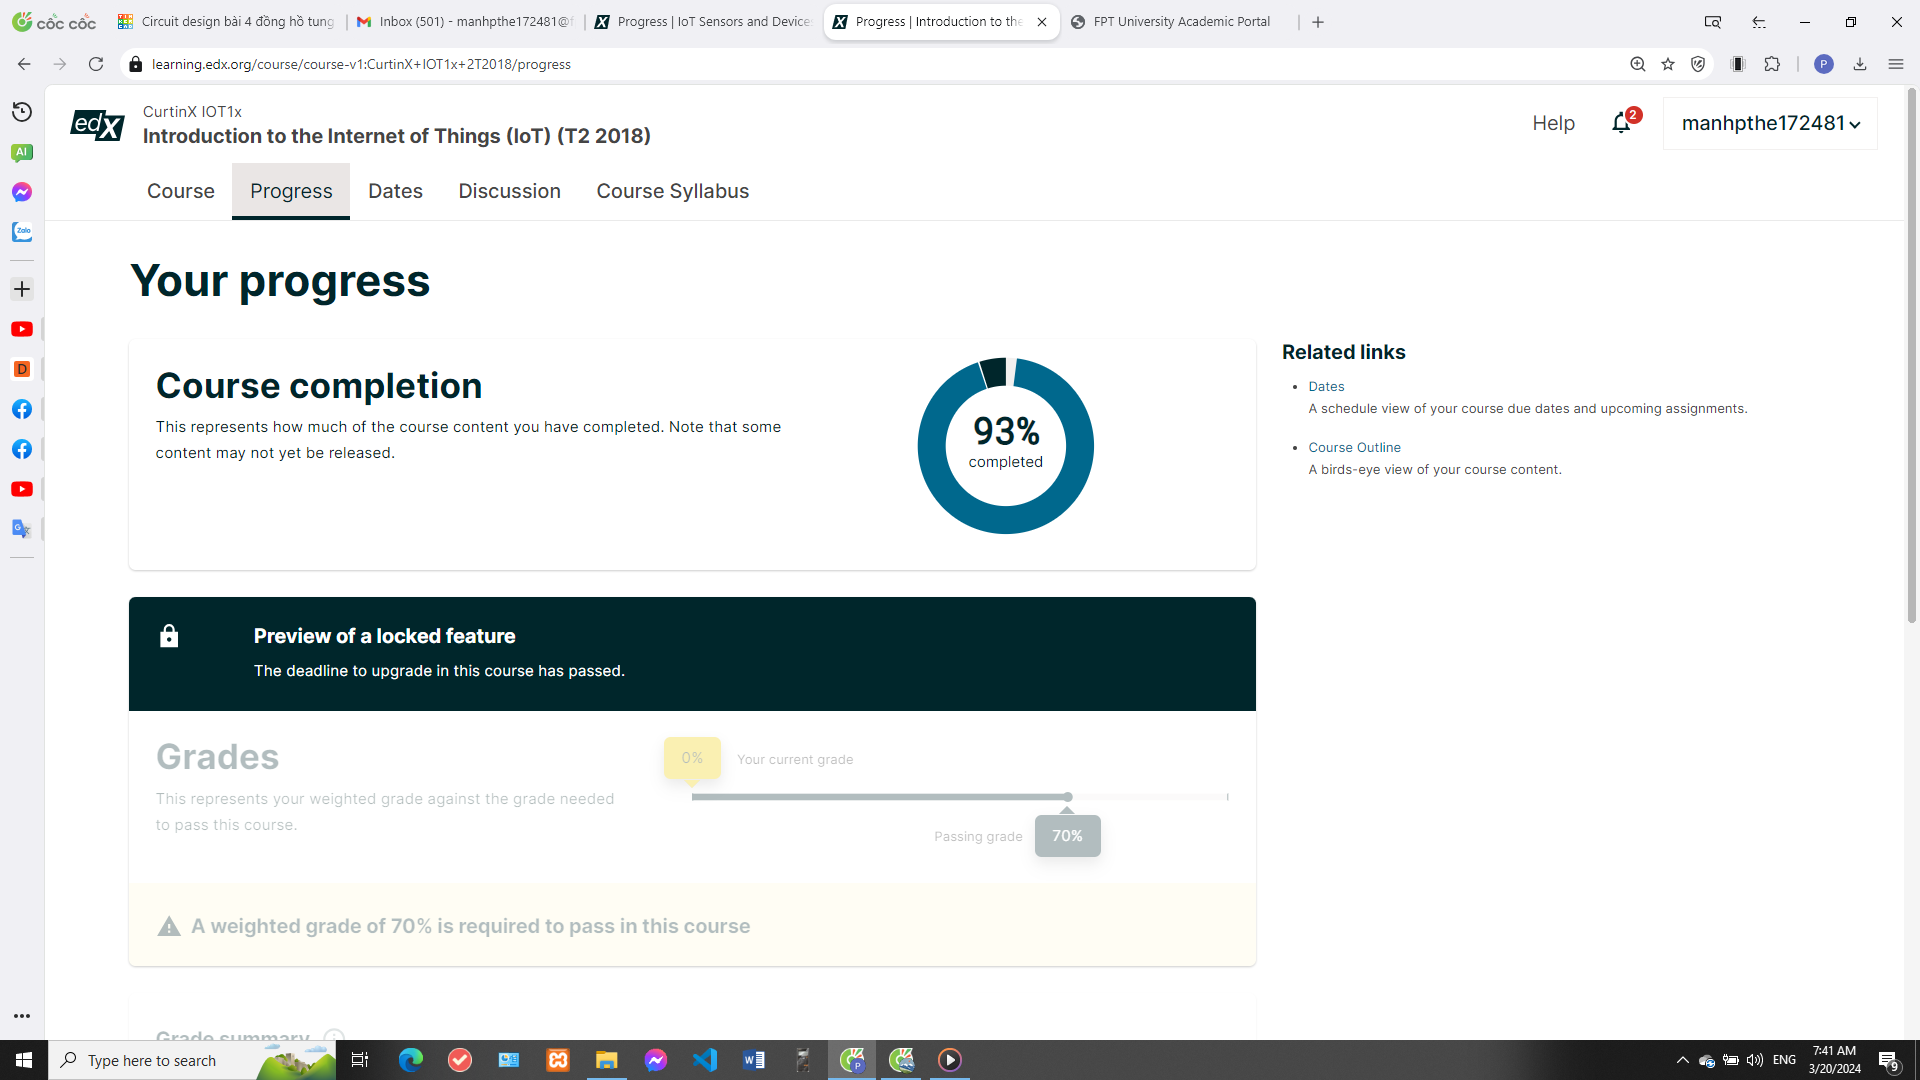 cốc cốc
Circuit design bài 4 đồng hồ tung
Inbox (501) - manhpthe172481@f
Progress | IoT Sensors and Devices
Progress | Introduction to the
FPT University Academic Portal
learning.edx.org/course/course-v1:CurtinX+IOT1x+2T2018/progress
P
AI
Zalo
D
edX
CurtinX IOT1x
Introduction to the Internet of Things (IoT) (T2 2018)
Help
2
manhpthe172481
Course
Progress
Dates
Discussion
Course Syllabus
Your progress
Course completion
This represents how much of the course content you have completed. Note that some
content may not yet be released.
93%
completed
Related links
Dates
A schedule view of your course due dates and upcoming assignments.
Course Outline
A birds-eye view of your course content.
Preview of a locked feature
The deadline to upgrade in this course has passed.
Grades
This represents your weighted grade against the grade needed
to pass this course.
0%
Your current grade
Passing grade
70%
A weighted grade of 70% is required to pass in this course
Grade summary
Type here to search
ENG
7:41 AM
3/20/2024
9